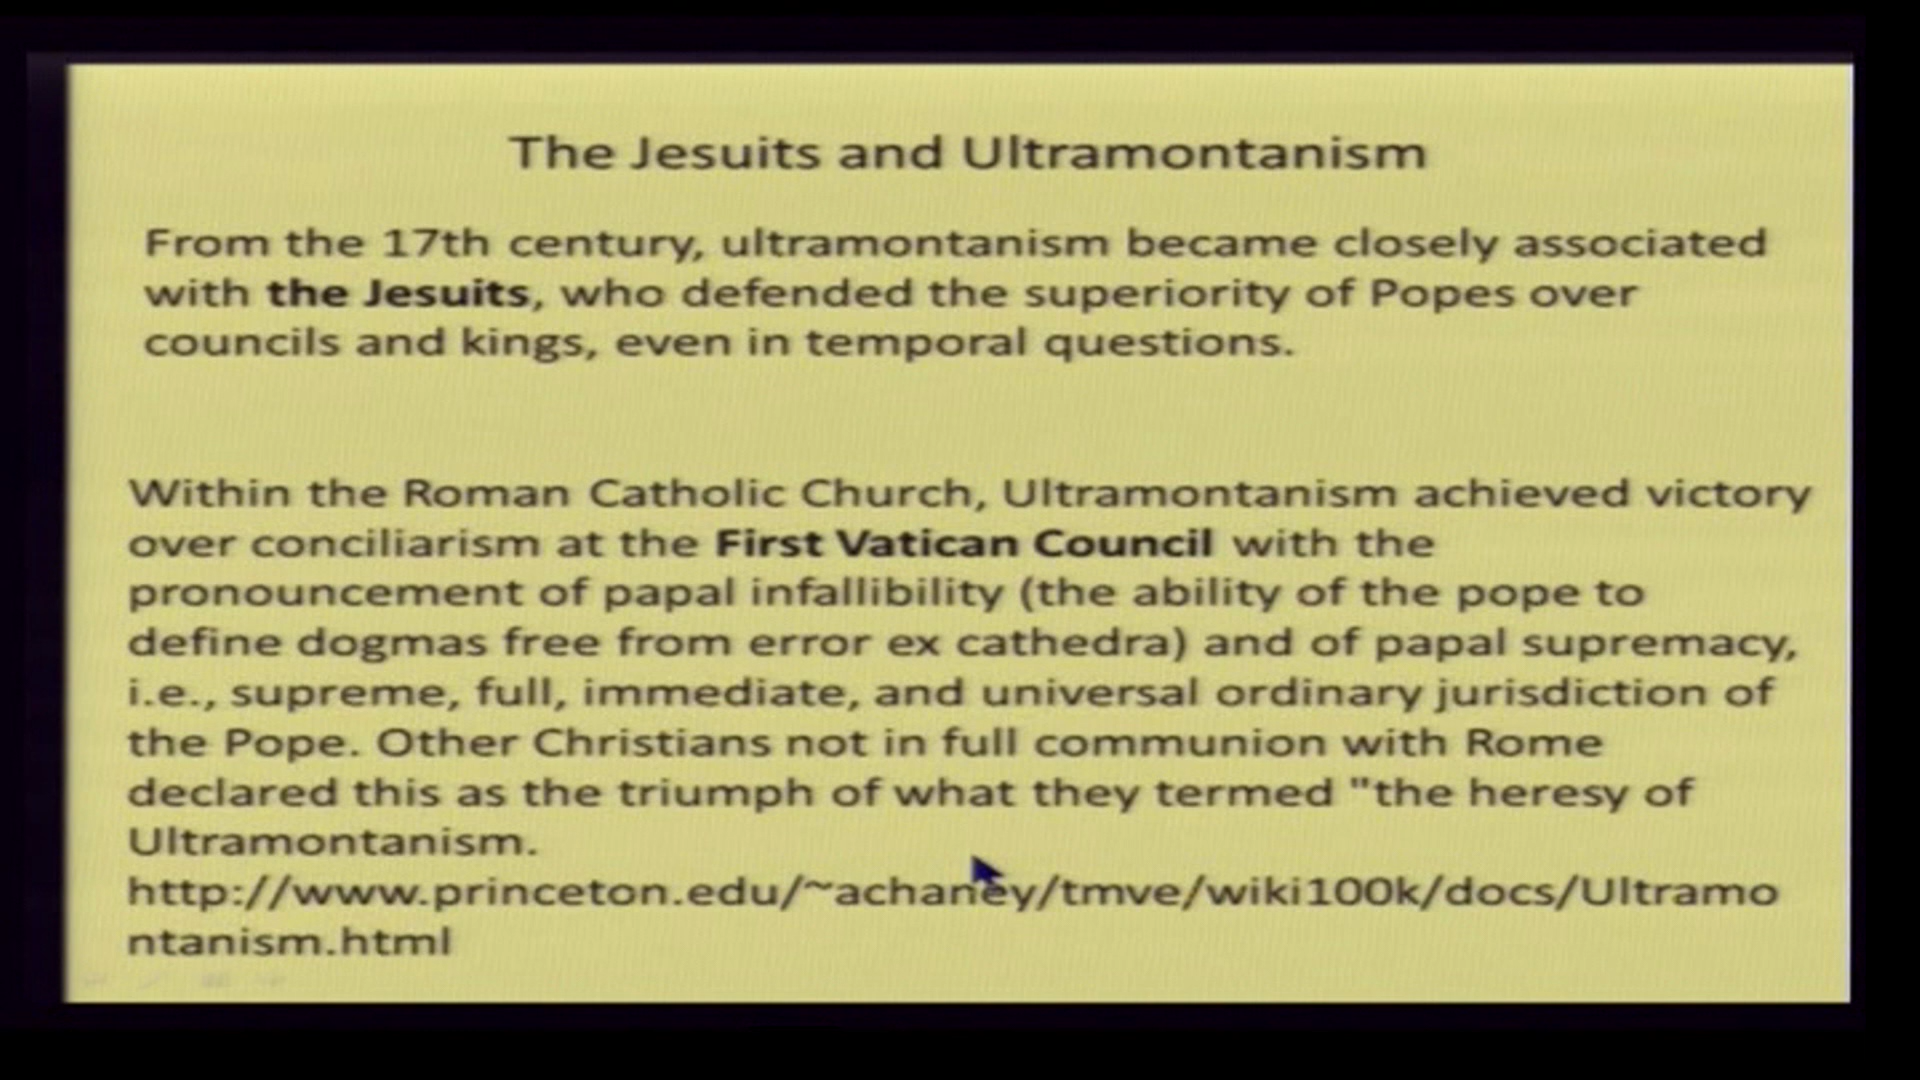 The Jesuits and Ultramontanism
From the 17th century, ultramontanism became closely associated
with the Jesuits, who defended the superiority of Popes over
councils and kings, even in temporal questions.
Within the Roman Catholic Church, Ultramontanism achieved victory
over conciliarism at the First Vatican Council with the
pronouncement of papal infallibility (the ability of the pope to
define dogmas free from error ex cathedra) and of papal supremacy,
i.e., supreme, full, immediate, and universal ordinary jurisdiction of
the Pope. Other Christians not in full communion with Rome
declared this as the triumph of what they termed "the heresy of
Ultramontanism.
http://www.princeton.edu/~achaney/tmve/wiki100k/docs/Ultramo
ntanism.html